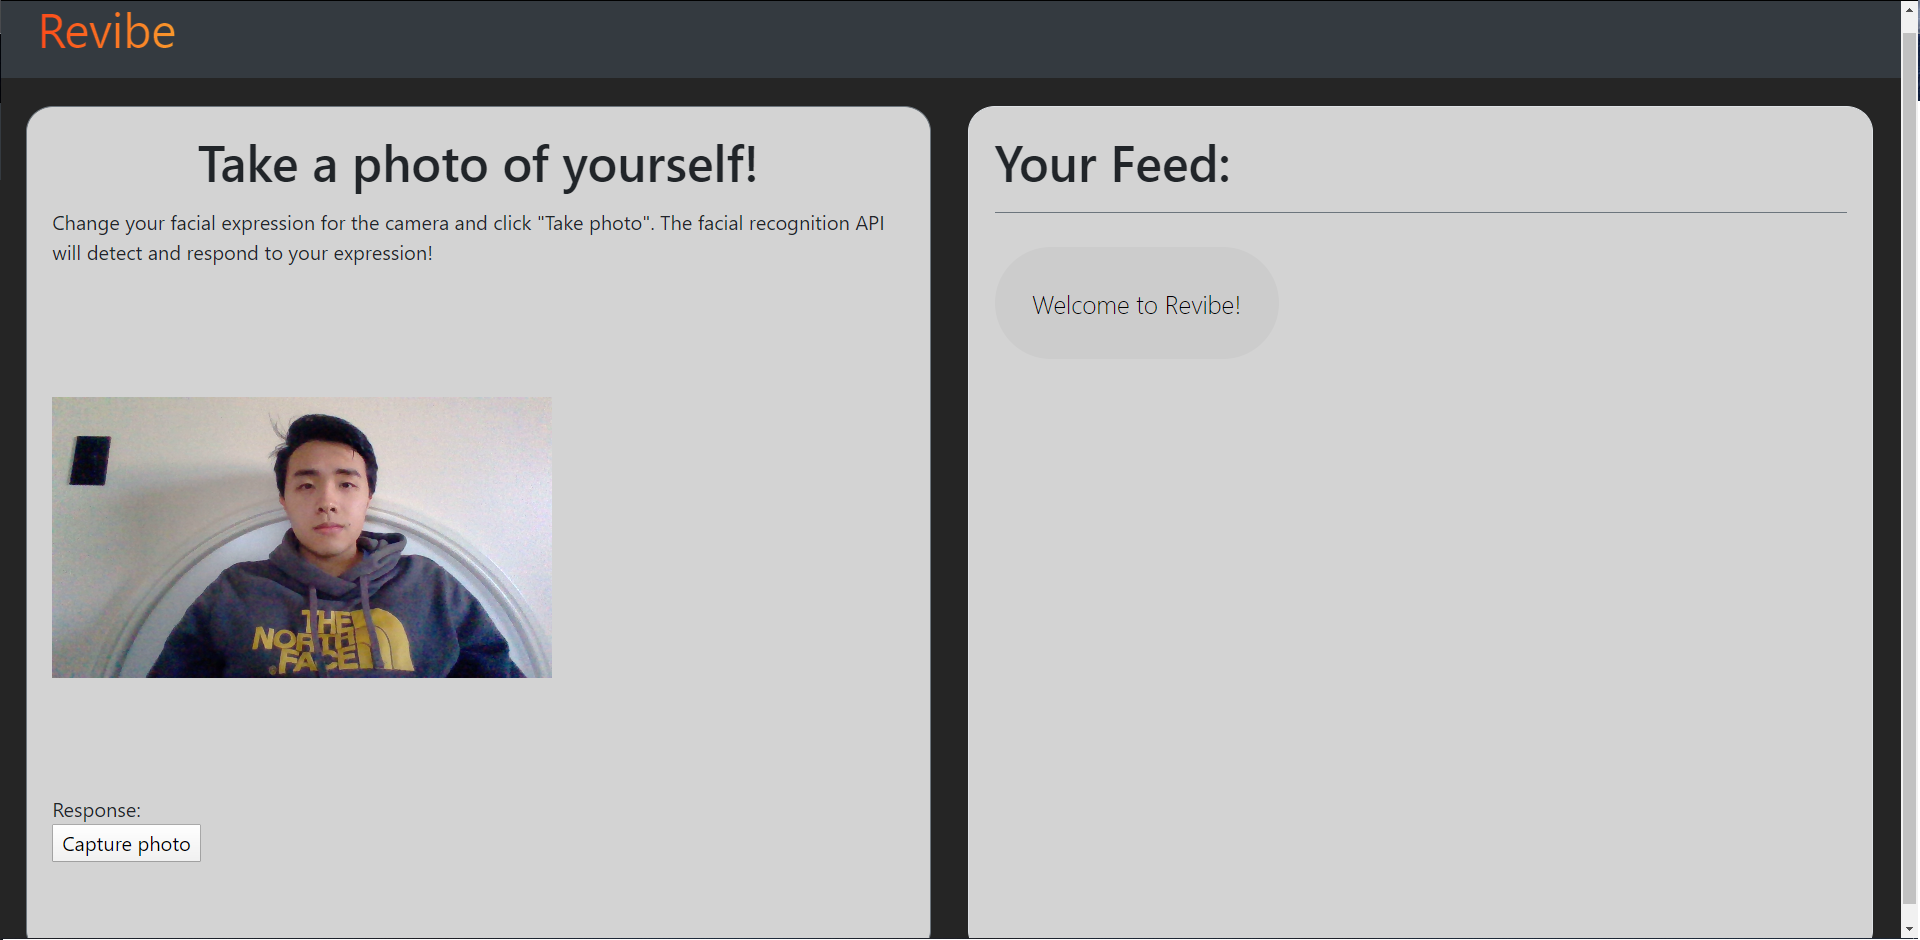 Revibe
Take a photo of yourself!
Change your facial expression for the camera and click "Take photo". The facial recognition API
will detect and respond to your expression!
THE
NORTH
FACE
Response:
Capture photo
Your Feed:
Welcome to Revibe!